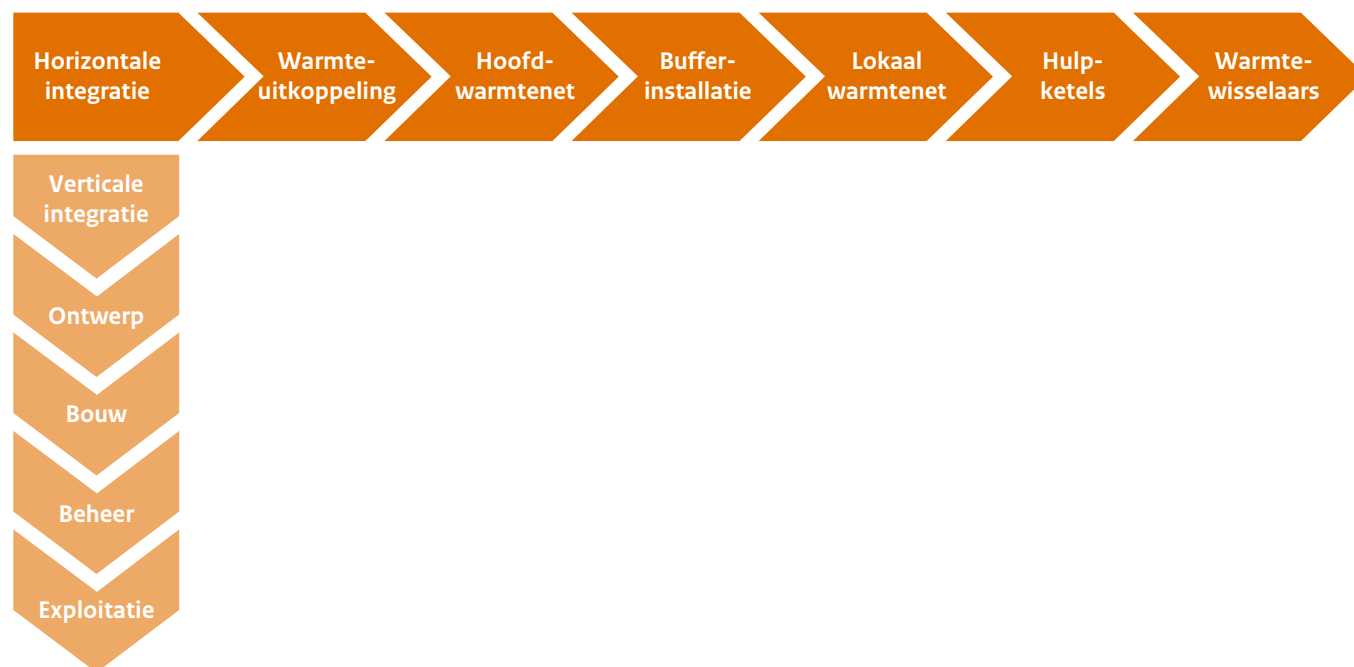 Horizontale
integratie
Warmte-
uitkoppeling
Hoofd-
warmtenet
Buffer-
installatie
Lokaal
warmtenet
Hulp-
ketels
Warmte-
wisselaars
Verticale
integratie
Ontwerp
Bouw
Beheer
Exploitatie